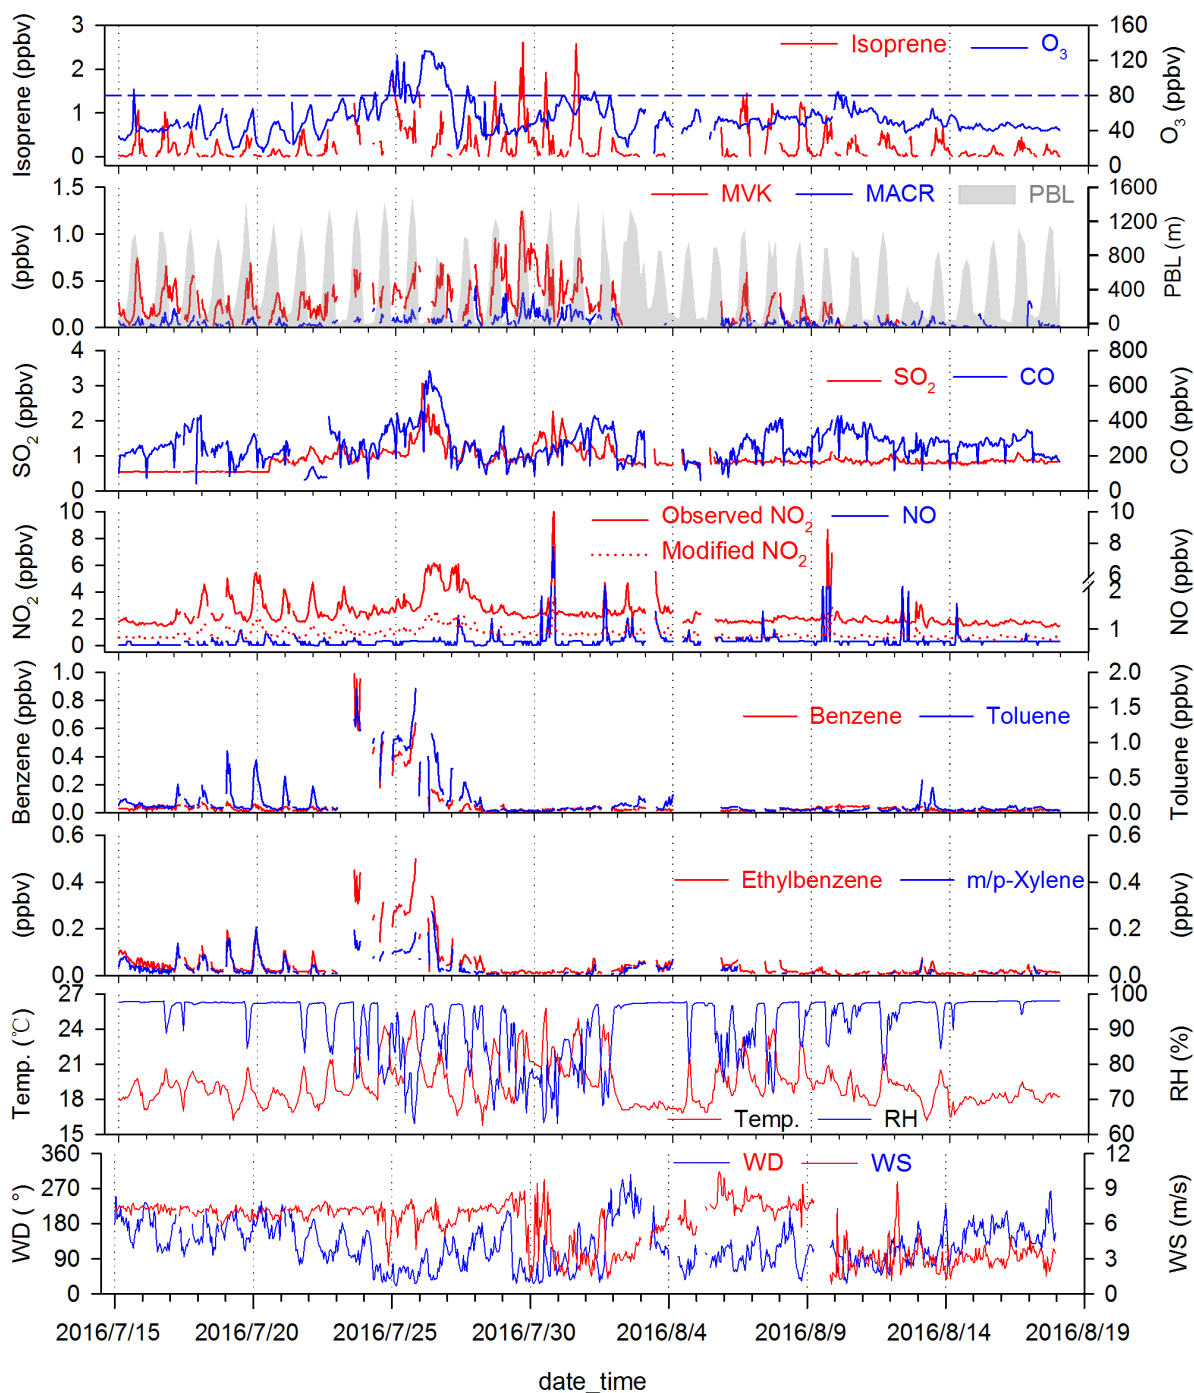 Isoprene O3
Isoprene (ppbv)
3
2
1
0
160
120
80
40
0
O3 (ppbv)
MVK MACR PBL
(ppbv)
1.5
1.0
0.5
0.0
1600
1200
800
400
0
PBL (m)
SO2 CO
SO2 (ppbv)
4
3
2
1
0
800
600
400
200
0
CO (ppbv)
Observed NO2 NO
Modified NO2
NO2 (ppbv)
10
8
6
4
2
0
10
8
6
2
1
NO (ppbv)
Benzene Toluene
Benzene (ppbv)
1.0
0.8
0.6
0.4
0.2
0.0
2.0
1.5
1.0
0.5
0.0
Toluene (ppbv)
Ethylbenzene m/p-Xylene
(ppbv)
0.6
0.4
0.2
0.0
0.6
0.4
0.2
0.0
(ppbv)
Temp. (℃)
27
24
21
18
15
100
90
80
70
60
RH (%)
Temp. RH
WD WS
WD ( °)
360
270
180
90
0
12
9
6
3
0
WS (m/s)
2016/7/15 2016/7/20 2016/7/25 2016/7/30 2016/8/4 2016/8/9 2016/8/14 2016/8/19
date_time